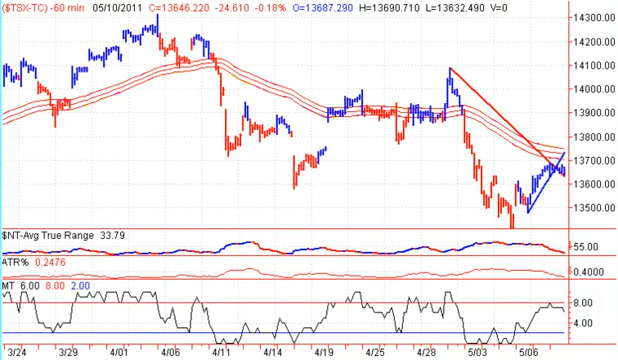 ($TSX-TC) -60 min 05/10/2011 C=13646.220 -24.610 -0.18% O=13687.290 H=13690.710 L=13632.490 V=0
14300.00
14200.00
14100.00
14000.00
13900.00
13800.00
13700.00
13600.00
13500.00
$NT-Avg True Range 33.79
55.00
ATR% 0.2476
0.4000
MT 6.00 8.00 2.00
8.00
4.00
3/24 3/29 4/01 4/06 4/11 4/14 4/19 4/25 4/28 5/03 5/06